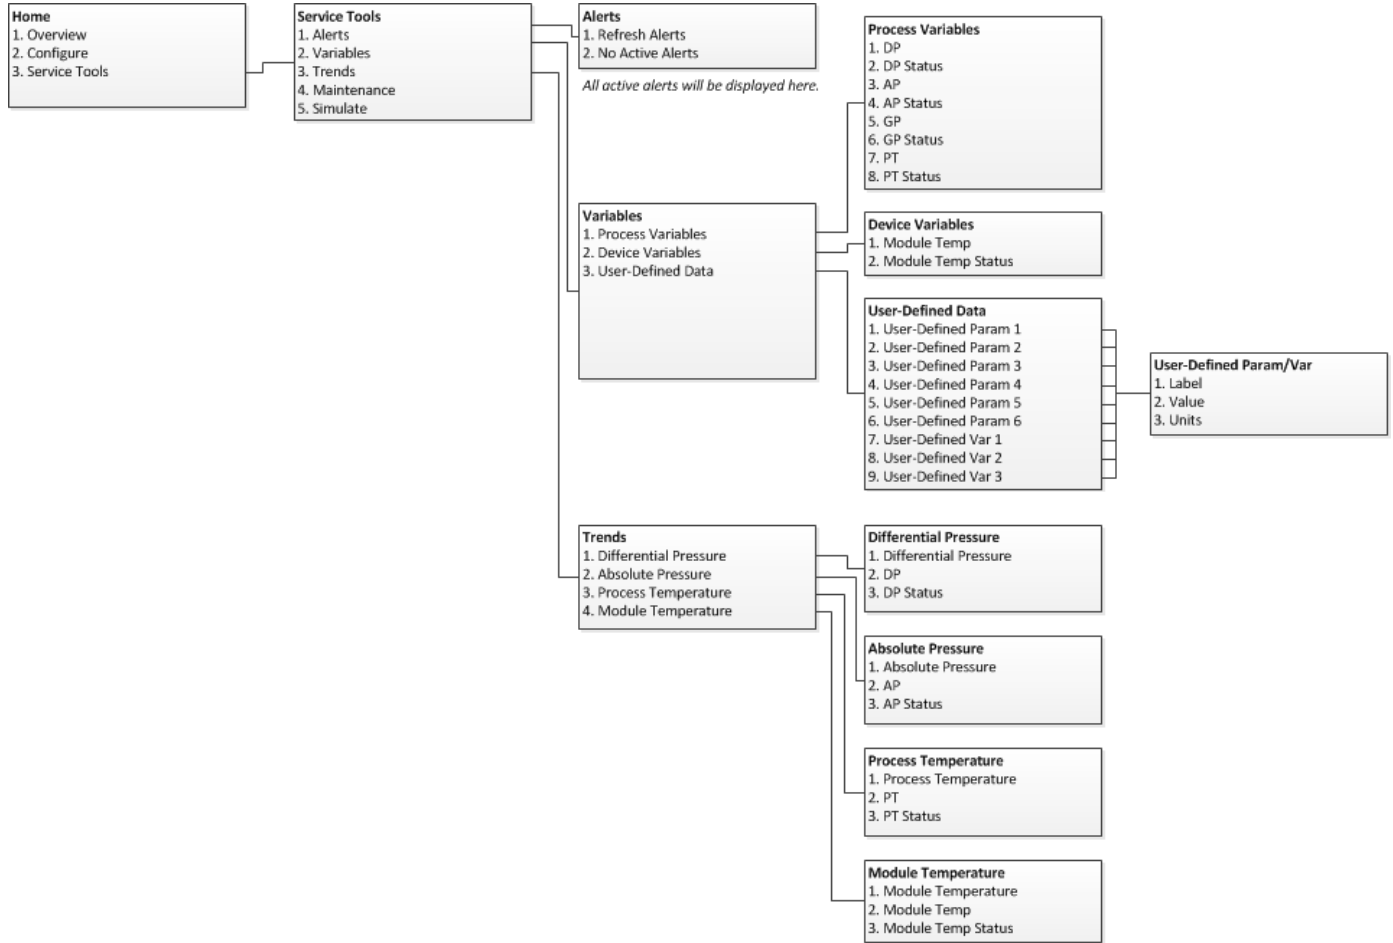 Home
1. Overview
2. Configure
3. Service Tools
Service Tools
1. Alerts
2. Variables
3. Trends
4. Maintenance
5. Simulate
Alerts
1. Refresh Alerts
2. No Active Alerts
All active alerts will be displayed here.
Variables
1. Process Variables
2. Device Variables
3. User-Defined Data
Trends
1. Differential Pressure
2. Absolute Pressure
3. Process Temperature
4. Module Temperature
Process Variables
1. DP
2. DP Status
3. AP
4. AP Status
5. GP
6. GP Status
7. PT
8. PT Status
Device Variables
1. Module Temp
2. Module Temp Status
User-Defined Data
1. User-Defined Param 1
2. User-Defined Param 2
3. User-Defined Param 3
4. User-Defined Param 4
5. User-Defined Param 5
6. User-Defined Param 6
7. User-Defined Var 1
8. User-Defined Var 2
9. User-Defined Var 3
User-Defined Param/Var
1. Label
2. Value
3. Units
Differential Pressure
1. Differential Pressure
2. DP
3. DP Status
Absolute Pressure
1. Absolute Pressure
2. AP
3. AP Status
Process Temperature
1. Process Temperature
2. PT
3. PT Status
Module Temperature
1. Module Temperature
2. Module Temp
3. Module Temp Status